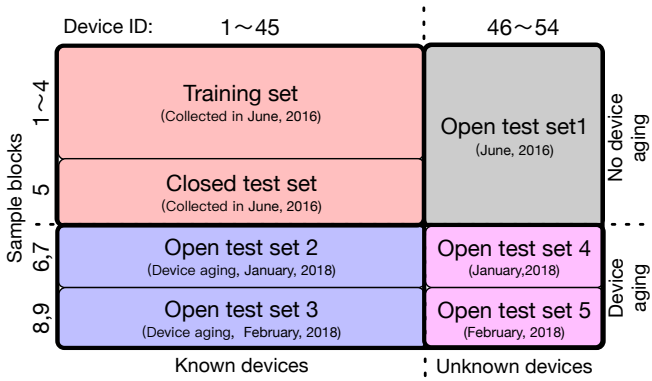 Device ID: 1～45 46～54
Sample blocks
1～4
Training set
(Collected in June, 2016)
Open test set1
(June, 2016)
No device
aging
5
Closed test set
(Collected in June, 2016)
6,7
Open test set 2
(Device aging, January, 2018)
Open test set 4
(January,2018)
Device
aging
8,9
Open test set 3
(Device aging, February, 2018)
Open test set 5
(February, 2018)
Known devices
Unknown devices